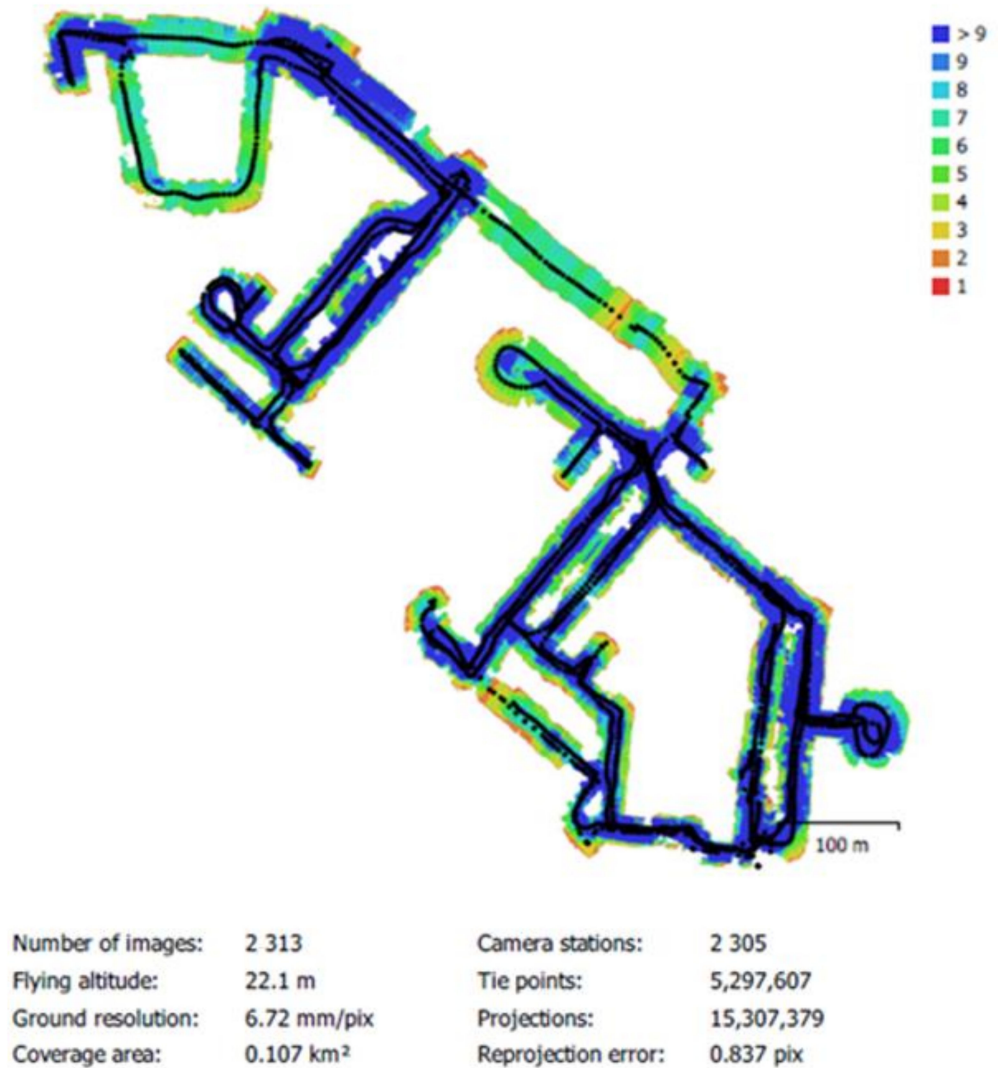 > 9
9
8
7
6
5
4
3
2
1
100 m
Number of images: 2 313 Camera stations: 2 305
Flying altitude: 22.1 m Tie points: 5,297,607
Ground resolution: 6.72 mm/pix Projections: 15,307,379
Coverage area: 0.107 km² Reprojection error: 0.837 pix